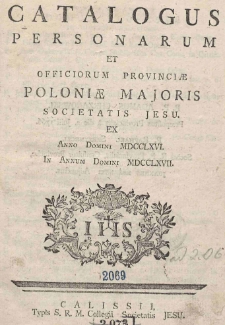 CATALOGUS
PERSONARUM
ET
OFFICIORUM PROVINCIÆ
POLONIÆ MAJORIS
SOCIETATIS JESU.
EX
ANNO DOMINI MDCCLXVI.
IN ANNUM DOMINI MDCCLXVII.
IHS
2069
CALISSII,
Typis S. R. M. Collegii Societatis JESU.